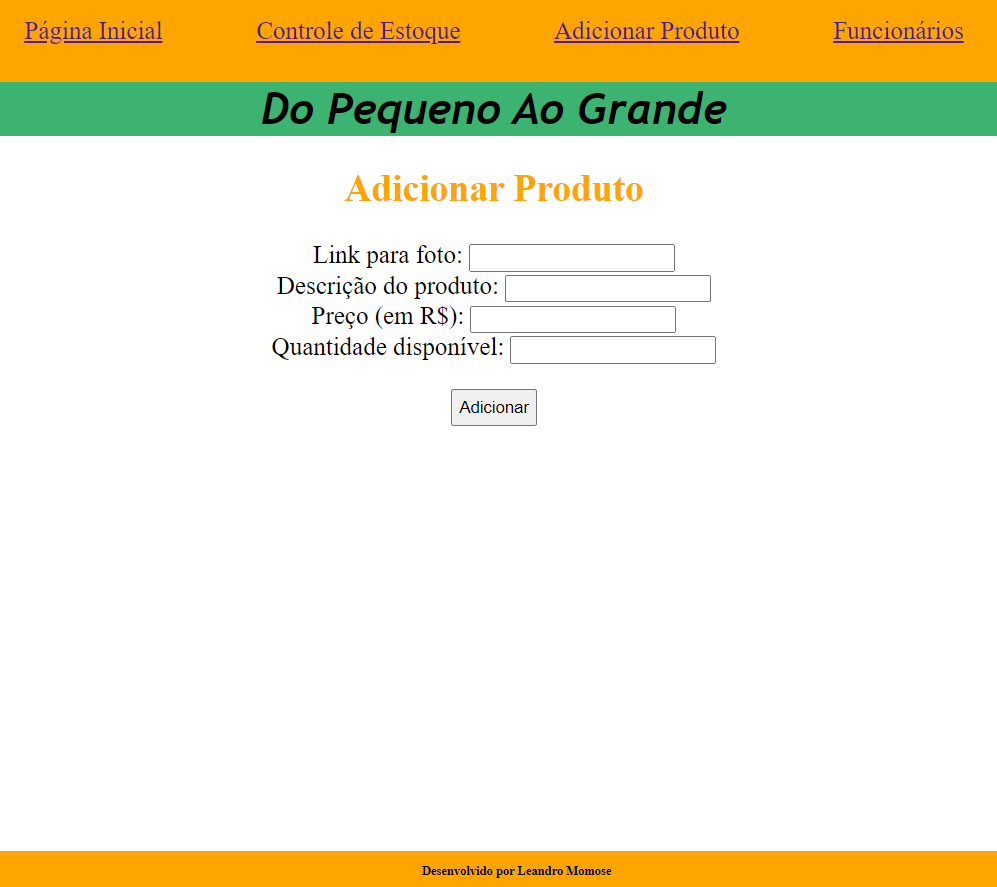 Página Inicial Controle de Estoque Adicionar Produto Funcionários
Do Pequeno Ao Grande
Adicionar Produto
Link para foto:
Descrição do produto:
Preço (em R$):
Quantidade disponível:
Adicionar
Desenvolvido por Leandro Momose